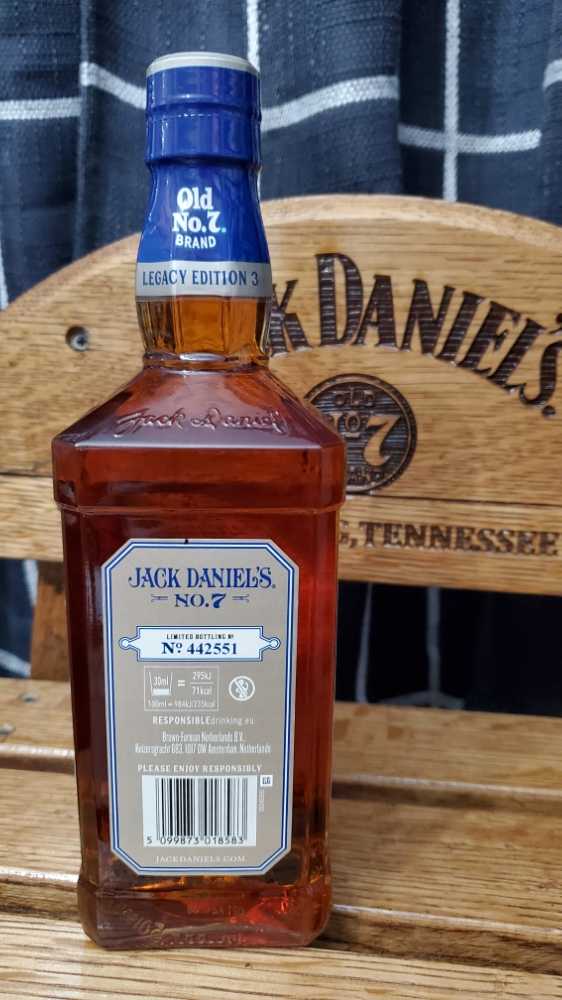 Old
No.7.
BRAND
LEGACY EDITION 3
K DANIEL'S.
Jack Daniel
OLD
NO 7
, TENNESSEE
JACK DANIEL'S.
NO.7
LIMITED BOTTLING Nº
Nº 442551
30ml = 295kJ
71kcal
100ml = 984kJ/235kcal
RESPONSIBLEdrinking.eu
Brown-Forman Netherlands B.V.,
Keizersgracht 683, 1017 DW Amsterdam, Netherlands
PLEASE ENJOY RESPONSIBLY
5 099873 018583
JACKDANIELS.COM